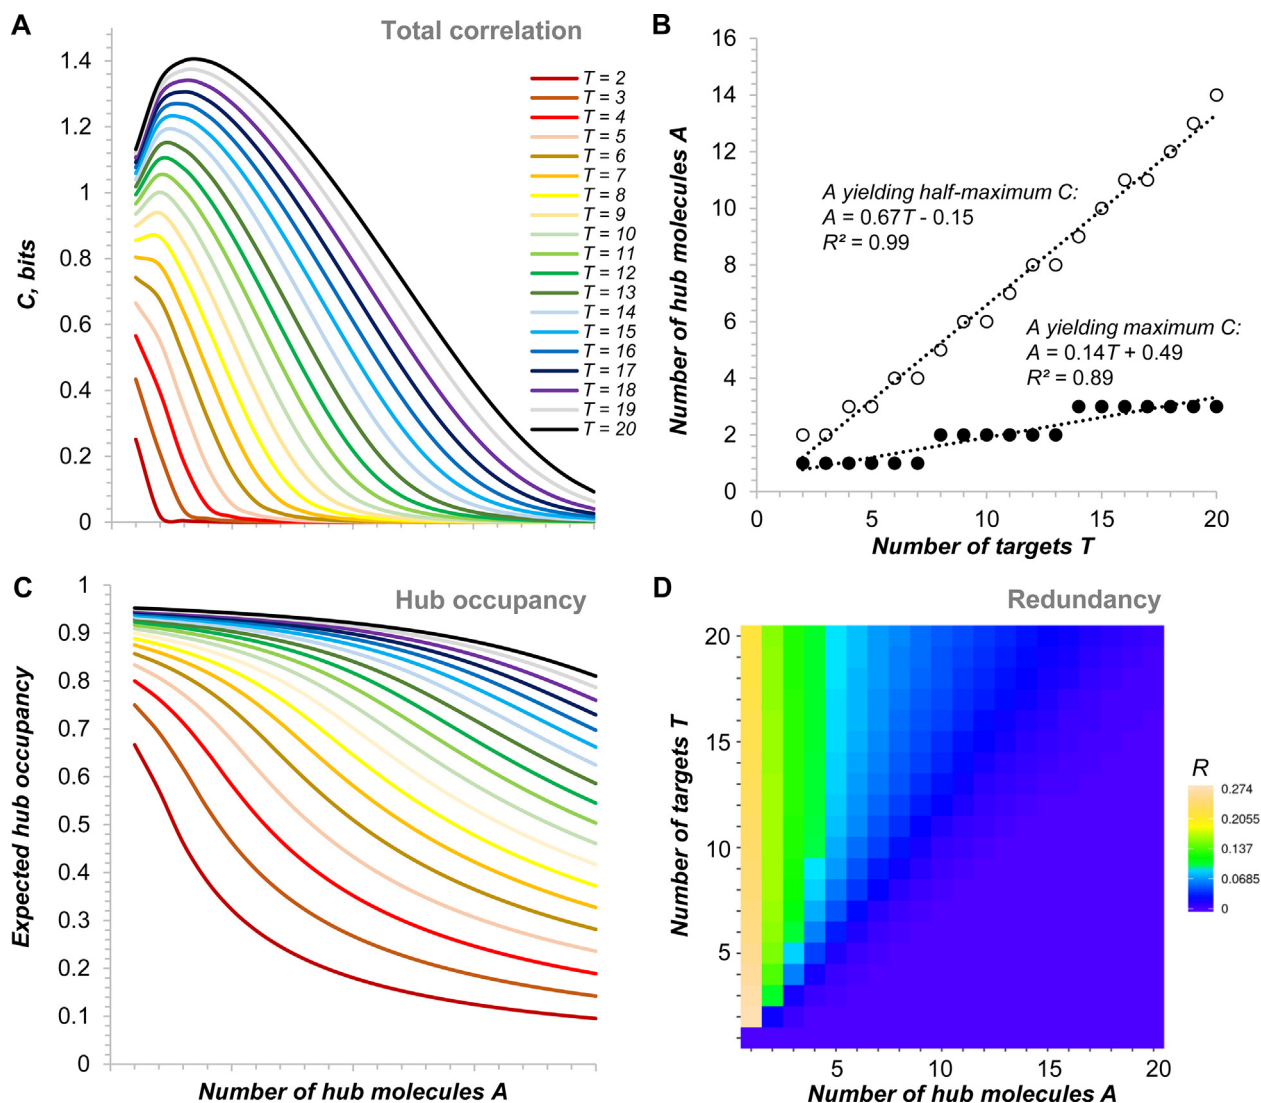 A
Total correlation
1.4
1.2
1
0.8
0.6
0.4
0.2
0
C, bits
T = 2
T = 3
T = 4
T = 5
T = 6
T = 7
T = 8
T = 9
T = 10
T = 11
T = 12
T = 13
T = 14
T = 15
T = 16
T = 17
T = 18
T = 19
T = 20
B
16
14
12
10
8
6
4
2
0
Number of hub molecules A
A yielding half-maximum C:
A = 0.67T - 0.15
R² = 0.99
A yielding maximum C:
A = 0.14T + 0.49
R² = 0.89
0
5
10
15
20
Number of targets T
C
Hub occupancy
1
0.9
0.8
0.7
0.6
0.5
0.4
0.3
0.2
0.1
0
Expected hub occupancy
Number of hub molecules A
D
Redundancy
20
15
10
5
Number of targets T
5
10
15
20
Number of hub molecules A
R
0.274
0.2055
0.137
0.0685
0